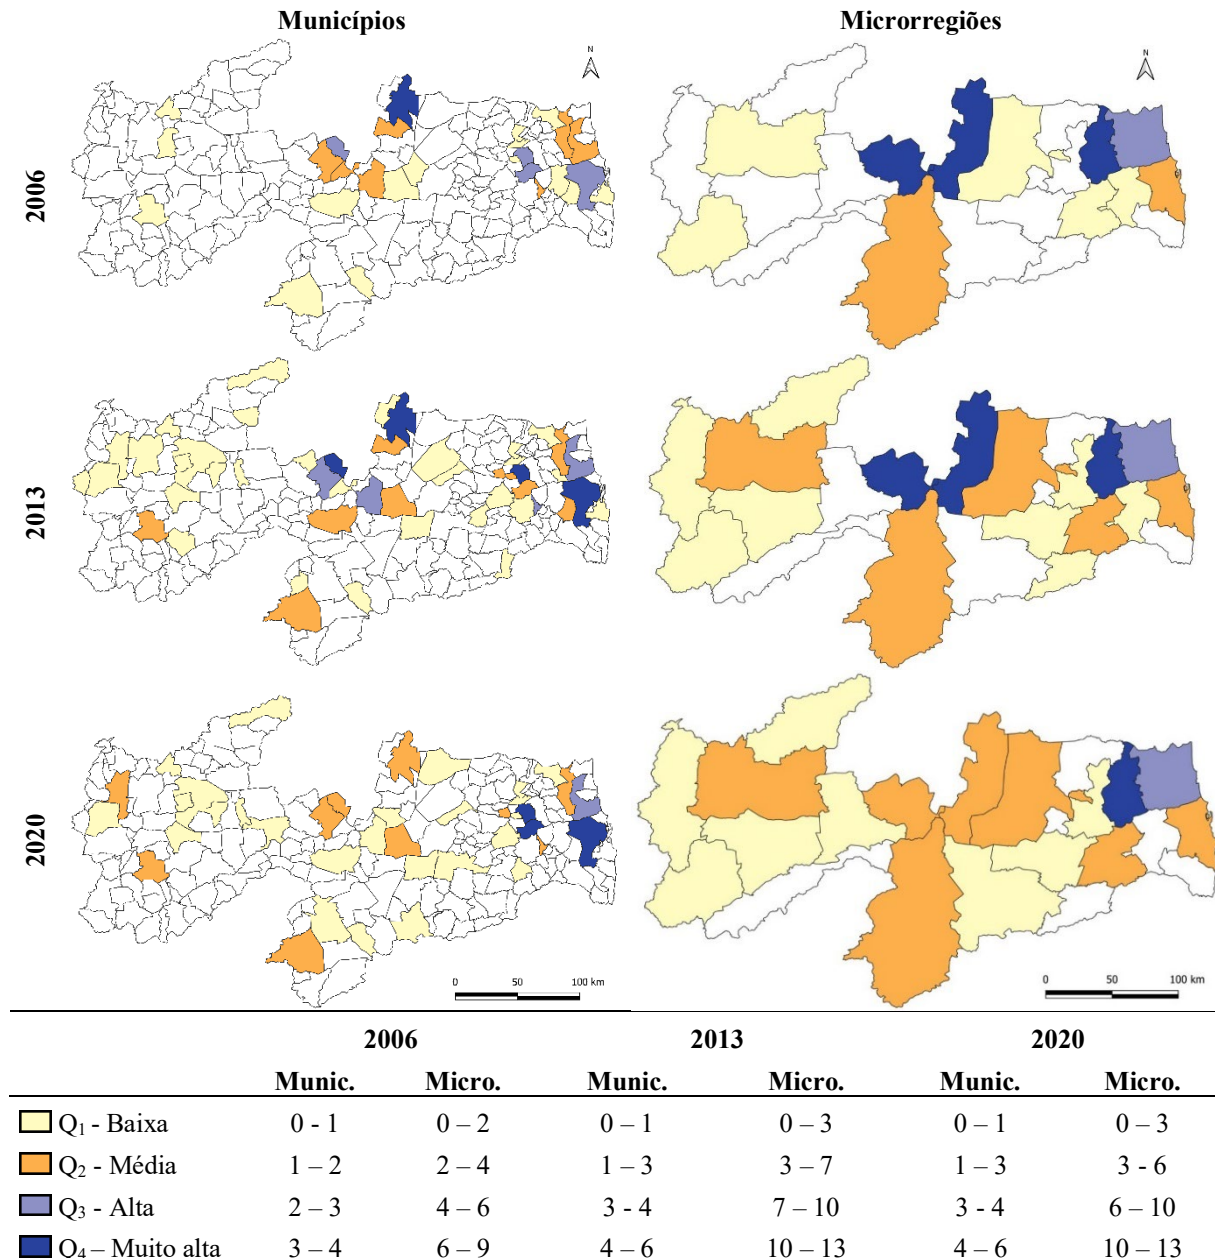 Municípios Microrregiões
N N
2006
2013
2020
0 50 100 km 0 50 100 km
2006 2013 2020
Munic. Micro. Munic. Micro. Munic. Micro.
Q₁ - Baixa 0 - 1 0 – 2 0 – 1 0 – 3 0 – 1 0 – 3
Q₂ - Média 1 – 2 2 – 4 1 – 3 3 – 7 1 – 3 3 - 6
Q₃ - Alta 2 – 3 4 – 6 3 - 4 7 – 10 3 - 4 6 – 10
Q₄ – Muito alta 3 – 4 6 – 9 4 – 6 10 – 13 4 – 6 10 – 13